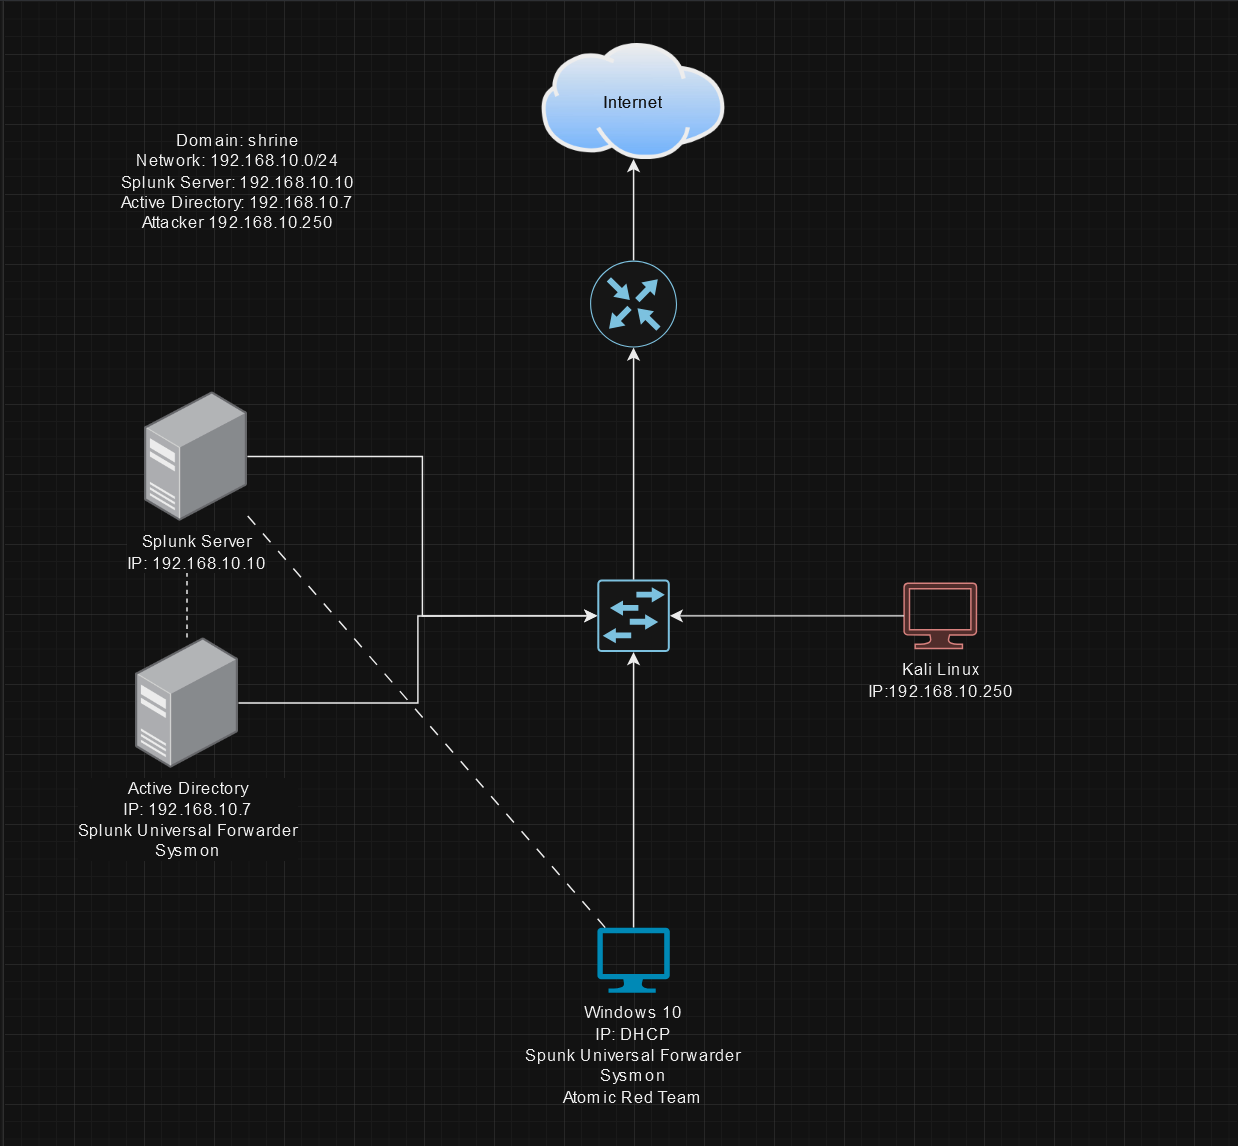 Internet
Domain: shrine
Network: 192.168.10.0/24
Splunk Server: 192.168.10.10
Active Directory: 192.168.10.7
Attacker 192.168.10.250
Splunk Server
IP: 192.168.10.10
Kali Linux
IP:192.168.10.250
Active Directory
IP: 192.168.10.7
Splunk Universal Forwarder
Sysmon
Windows 10
IP: DHCP
Spunk Universal Forwarder
Sysmon
Atomic Red Team